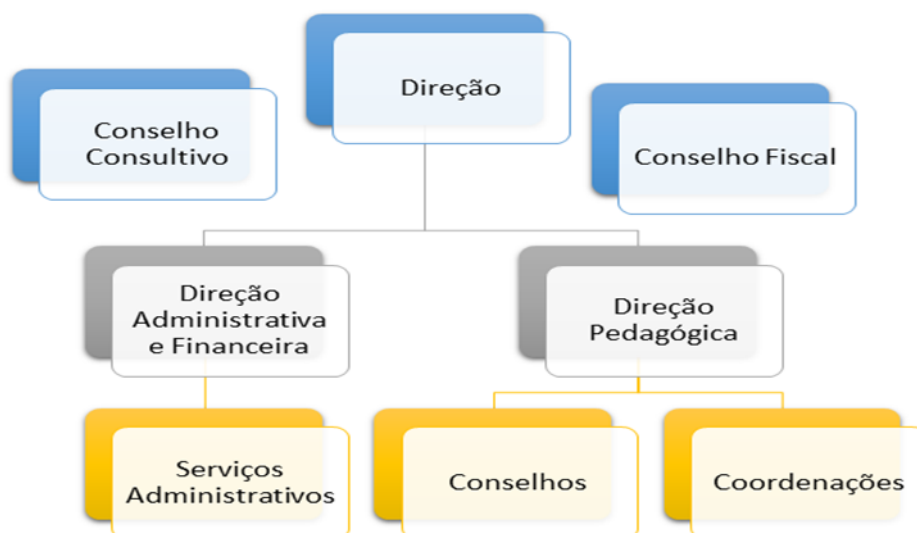 Direção
Conselho
Consultivo
Conselho Fiscal
Direção
Administrativa
e Financeira
Direção
Pedagógica
Serviços
Administrativos
Conselhos
Coordenações